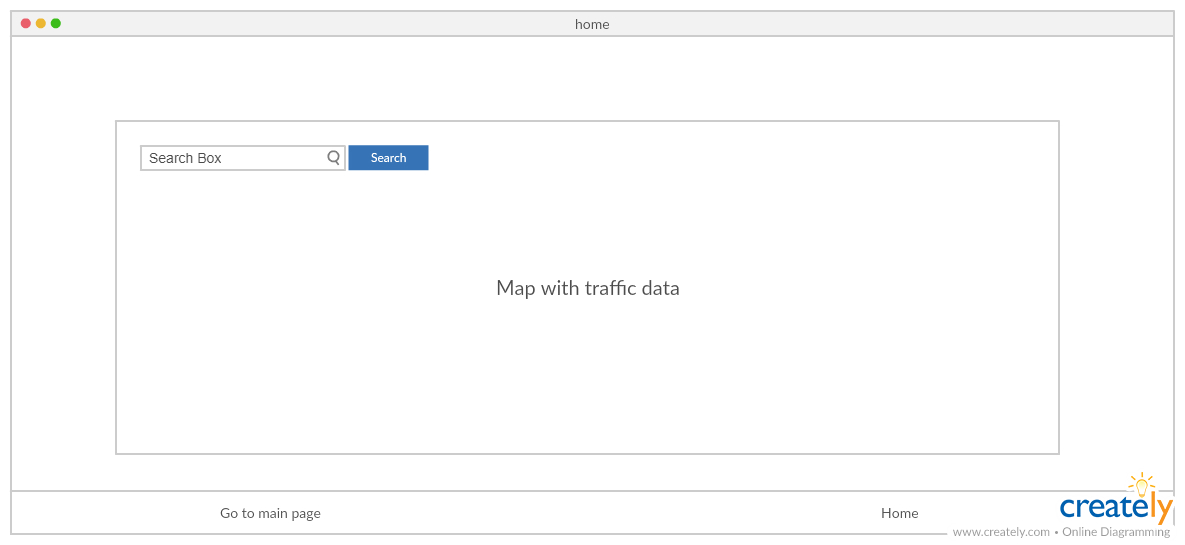 home
Search Box
Search
Map with traffic data
Go to main page
Home
creately
www.creately.com • Online Diagramming